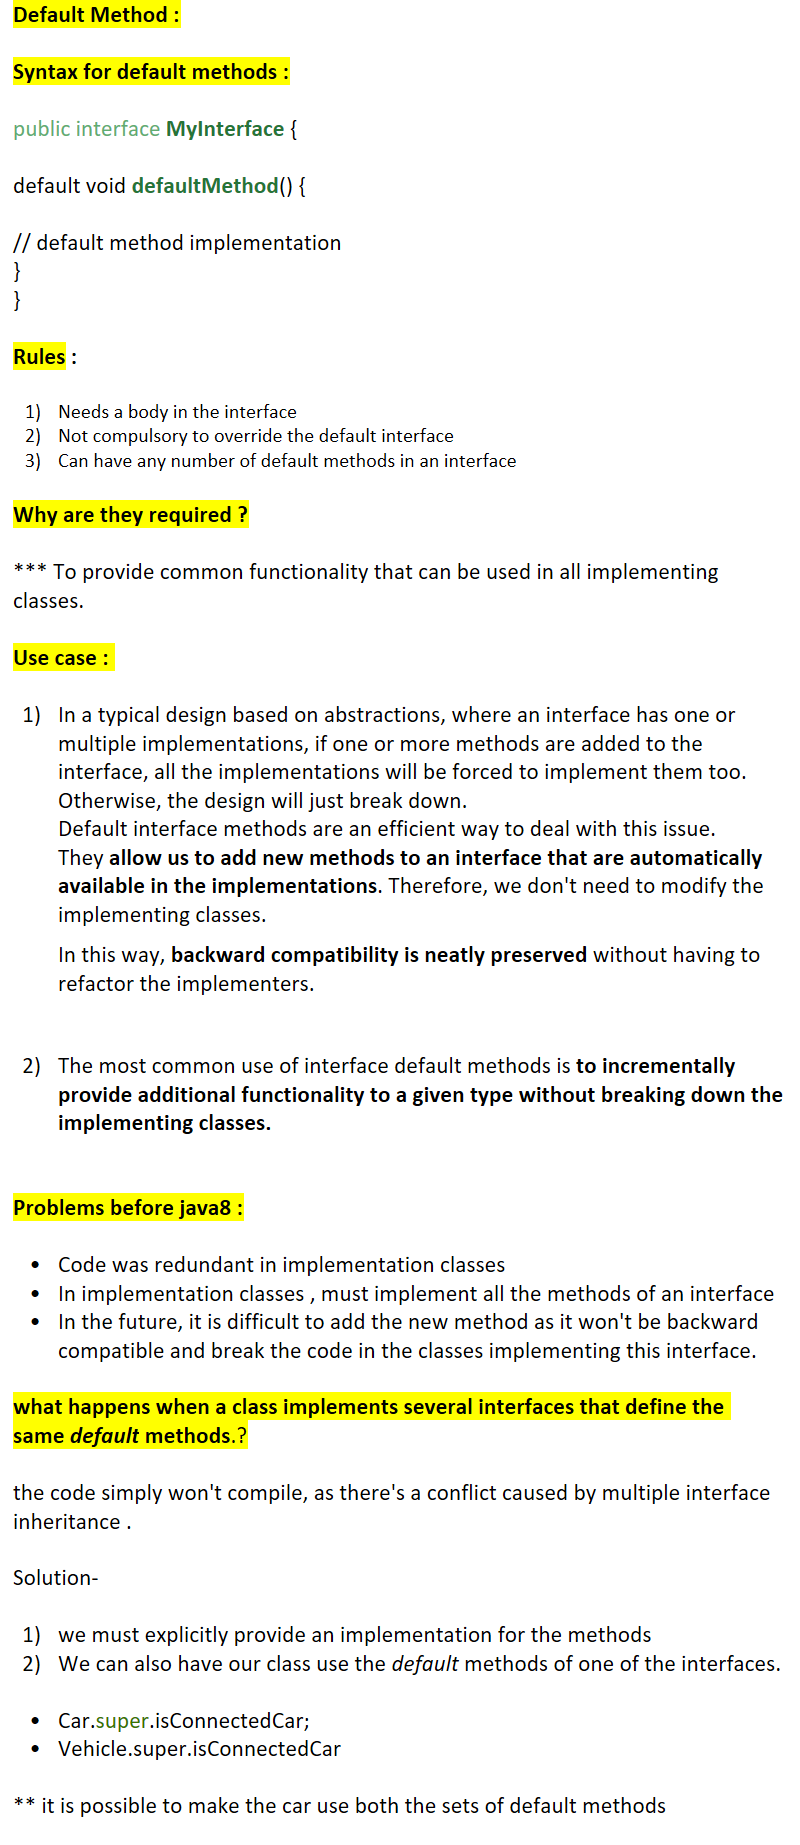 Default Method :
Syntax for default methods :
public interface MyInterface {
default void defaultMethod() {
// default method implementation
}
}
Rules :
1) Needs a body in the interface
2) Not compulsory to override the default interface
3) Can have any number of default methods in an interface
Why are they required ?
*** To provide common functionality that can be used in all implementing
classes.
Use case :
1) In a typical design based on abstractions, where an interface has one or
multiple implementations, if one or more methods are added to the
interface, all the implementations will be forced to implement them too.
Otherwise, the design will just break down.
Default interface methods are an efficient way to deal with this issue.
They allow us to add new methods to an interface that are automatically
available in the implementations. Therefore, we don't need to modify the
implementing classes.
In this way, backward compatibility is neatly preserved without having to
refactor the implementers.
2) The most common use of interface default methods is to incrementally
provide additional functionality to a given type without breaking down the
implementing classes.
Problems before java8 :
• Code was redundant in implementation classes
• In implementation classes , must implement all the methods of an interface
• In the future, it is difficult to add the new method as it won't be backward
compatible and break the code in the classes implementing this interface.
what happens when a class implements several interfaces that define the
same default methods.?
the code simply won't compile, as there's a conflict caused by multiple interface
inheritance .
Solution-
1) we must explicitly provide an implementation for the methods
2) We can also have our class use the default methods of one of the interfaces.
• Car.super.isConnectedCar;
• Vehicle.super.isConnectedCar
** it is possible to make the car use both the sets of default methods